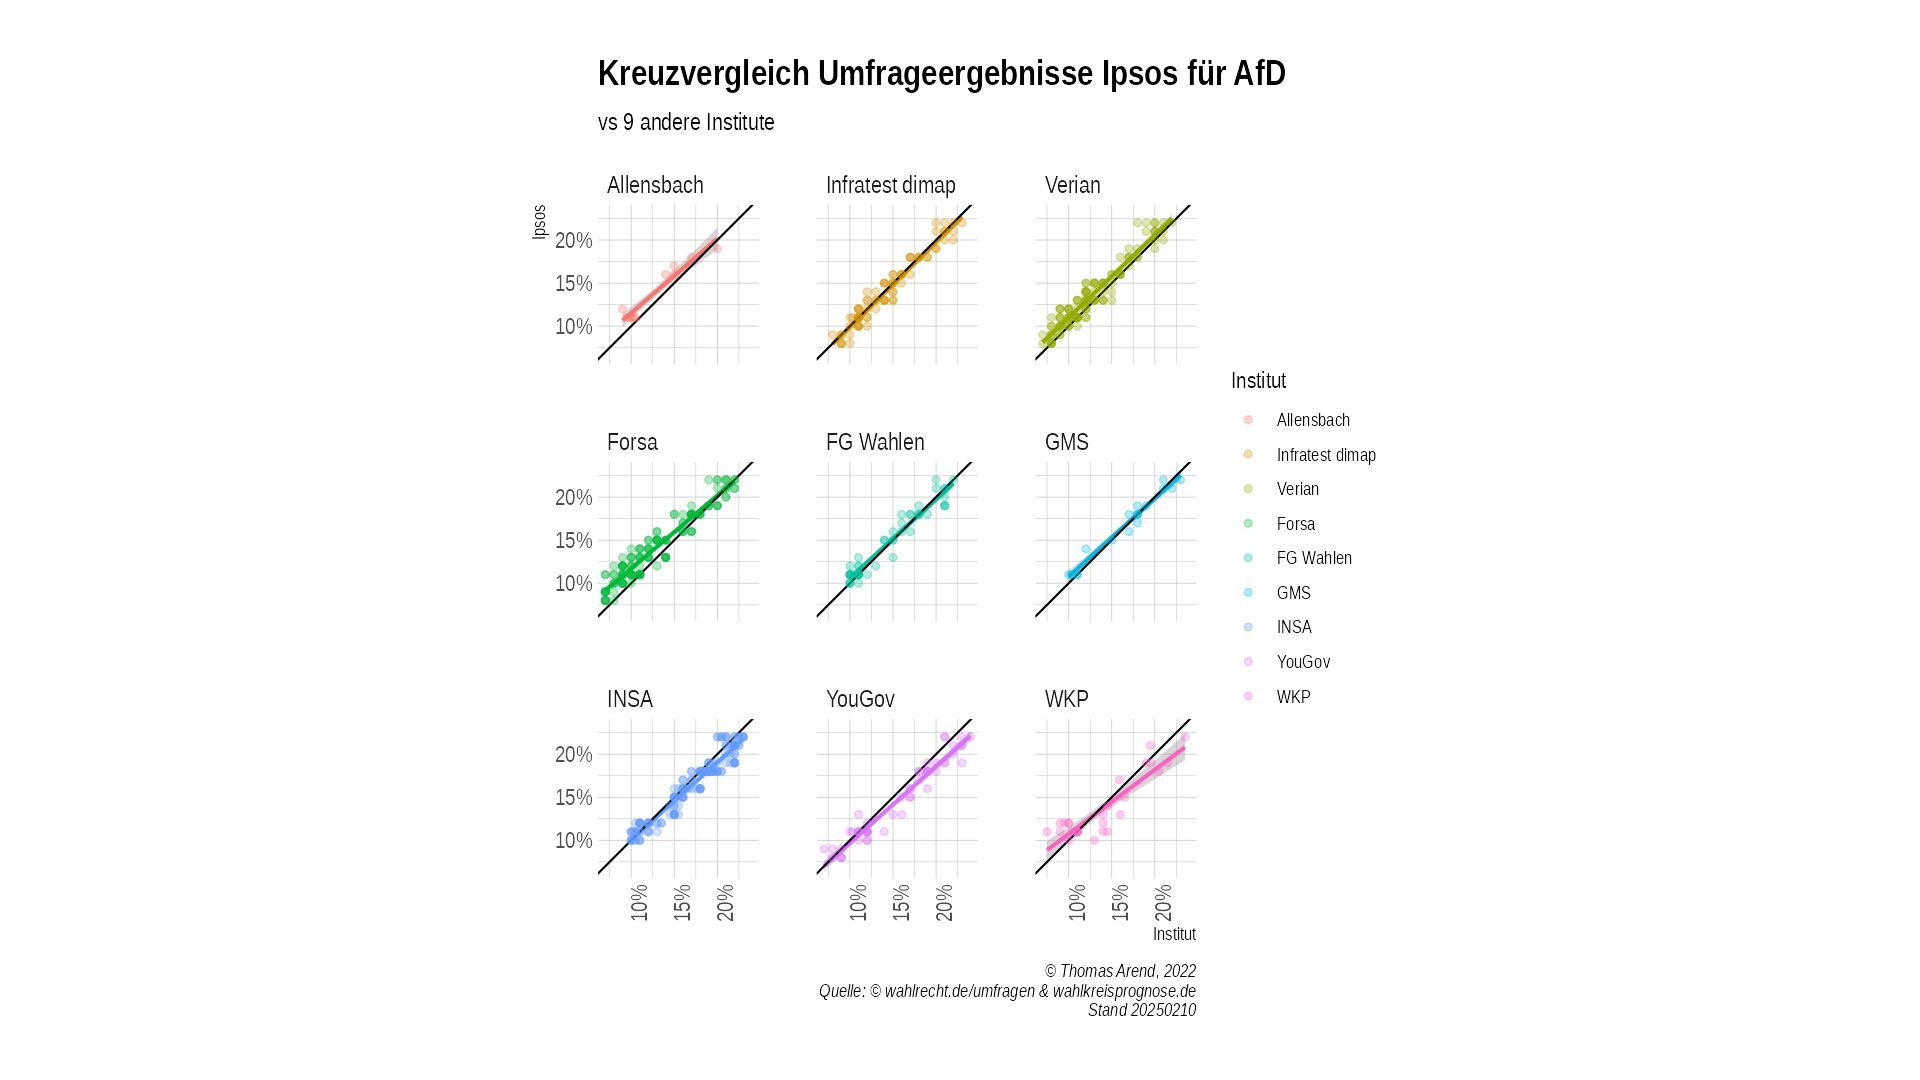 Kreuzvergleich Umfrageergebnisse Ipsos für AfD
vs 9 andere Institute
Allensbach
Infratest dimap
Verian
Ipsos
20%
15%
10%
Forsa
FG Wahlen
GMS
20%
15%
10%
INSA
YouGov
WKP
20%
15%
10%
10%
15%
20%
10%
15%
20%
10%
15%
20%
Institut
Institut
Allensbach
Infratest dimap
Verian
Forsa
FG Wahlen
GMS
INSA
YouGov
WKP
© Thomas Arend, 2022
Quelle: © wahlrecht.de/umfragen & wahlkreisprognose.de
Stand 20250210